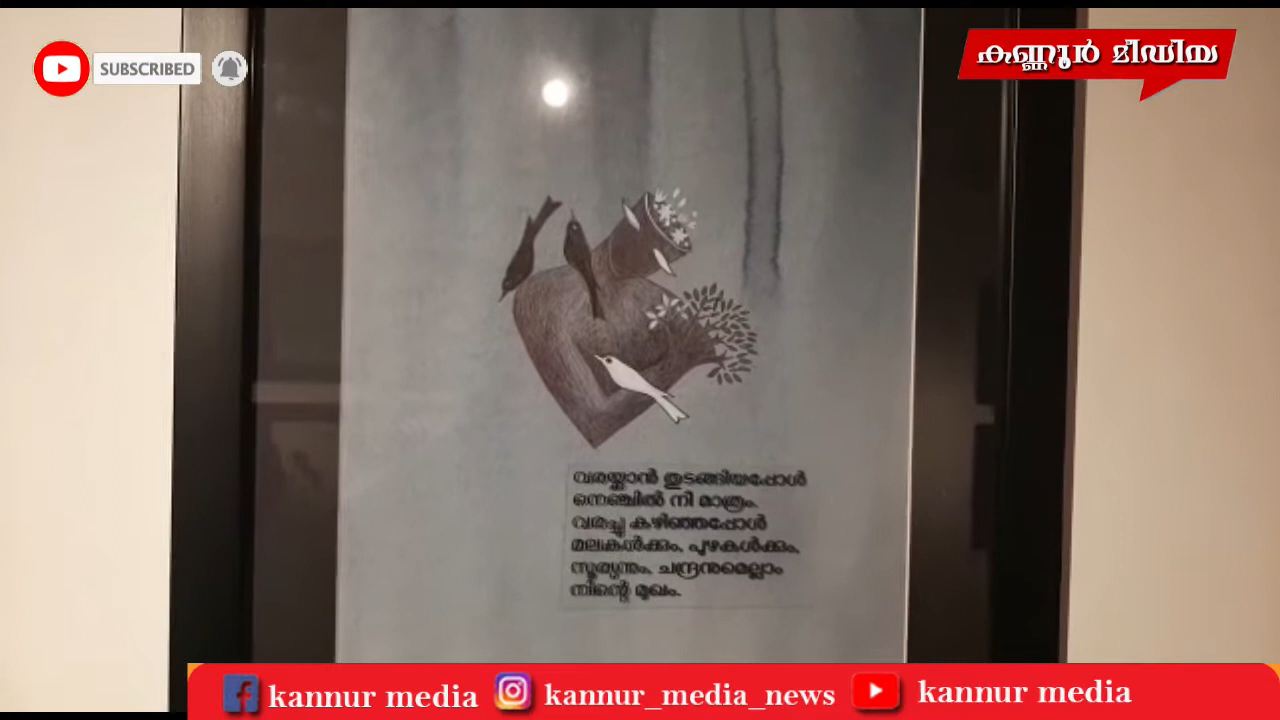 SUBSCRIBED
കണ്ണൂർ മീഡിയ
വരയ്ക്കാൻ തുടങ്ങിയപ്പോൾ
നെഞ്ചിൽ നീ മാത്രം.
വരച്ചു കഴിഞ്ഞപ്പോൾ
മലകൾക്കും, പുഴകൾക്കും,
സൂര്യനും, ചന്ദ്രനുമെല്ലാം
നിന്റെ മുഖം.
kannur media kannur_media_news kannur media